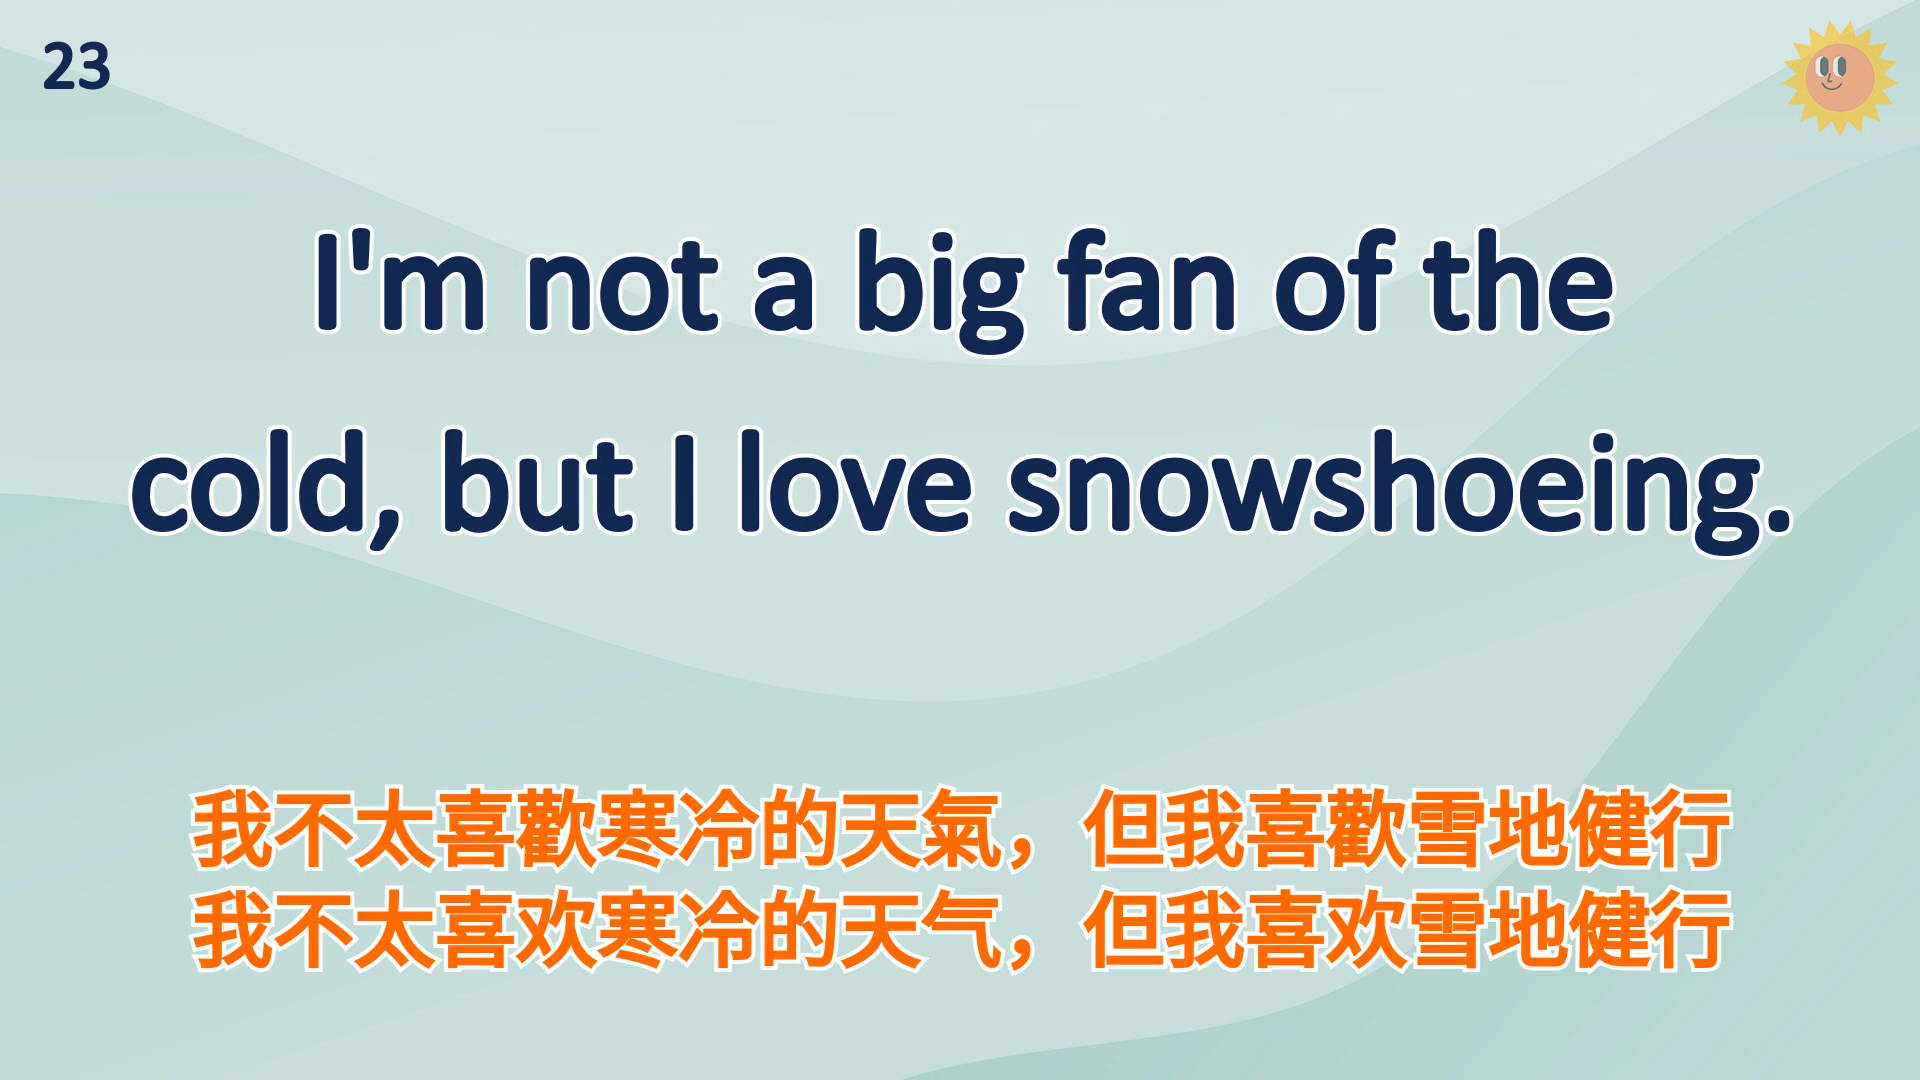 23
I'm not a big fan of the
cold, but I love snowshoeing.
我不太喜歡寒冷的天氣，但我喜歡雪地健行
我不太喜欢寒冷的天气，但我喜欢雪地健行